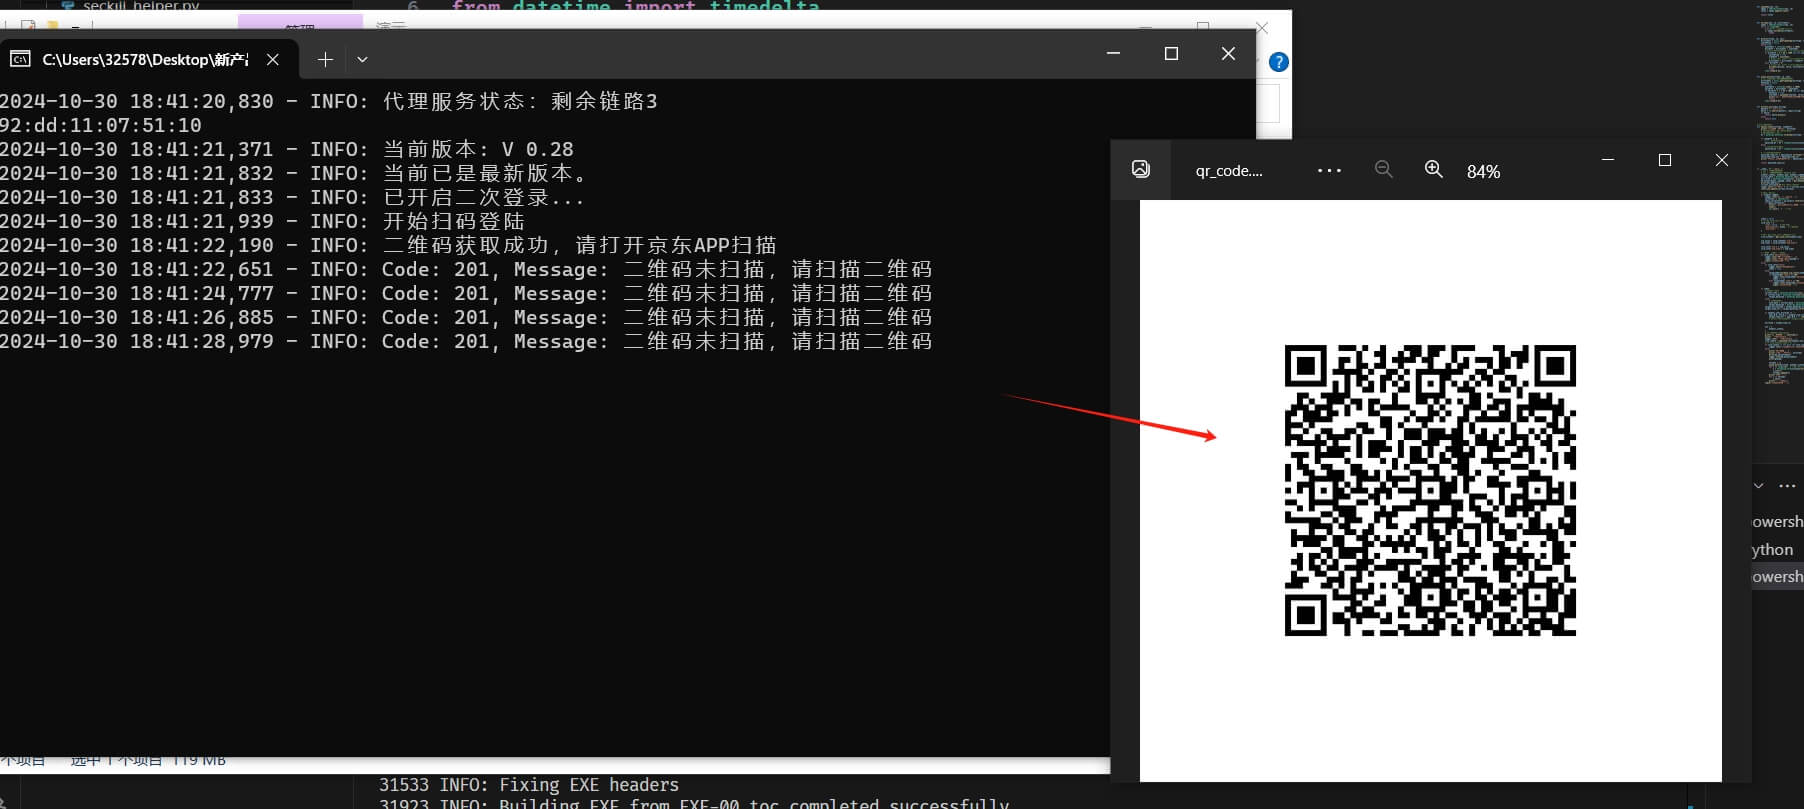 seckill_helper.py
6 from datetime import timedelta
管理 演示
C:\Users\32578\Desktop\新产
2024-10-30 18:41:20,830 - INFO: 代理服务状态：剩余链路3
92:dd:11:07:51:10
2024-10-30 18:41:21,371 - INFO: 当前版本：V 0.28
2024-10-30 18:41:21,832 - INFO: 当前已是最新版本。
2024-10-30 18:41:21,833 - INFO: 已开启二次登录...
2024-10-30 18:41:21,939 - INFO: 开始扫码登陆
2024-10-30 18:41:22,190 - INFO: 二维码获取成功，请打开京东APP扫描
2024-10-30 18:41:22,651 - INFO: Code: 201, Message: 二维码未扫描，请扫描二维码
2024-10-30 18:41:24,777 - INFO: Code: 201, Message: 二维码未扫描，请扫描二维码
2024-10-30 18:41:26,885 - INFO: Code: 201, Message: 二维码未扫描，请扫描二维码
2024-10-30 18:41:28,979 - INFO: Code: 201, Message: 二维码未扫描，请扫描二维码
qr_code.... ... 84%
owersh
ython
owersh
个项目 选中 1 个项目 119 MB
31533 INFO: Fixing EXE headers
31923 INFO: Building EXE from EXE-00.toc completed successfully